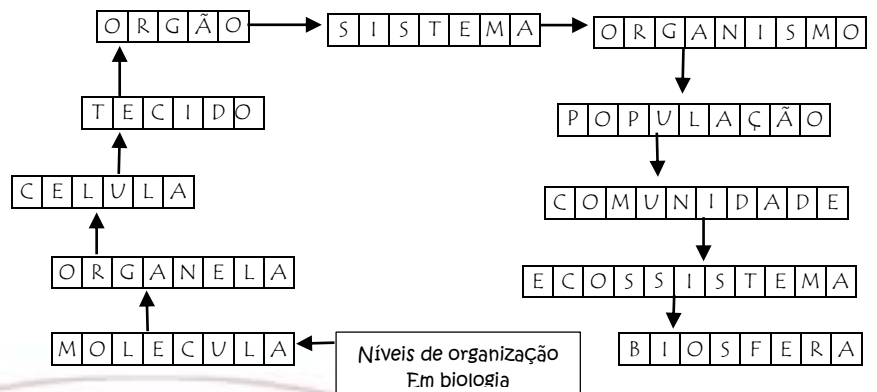 ORGÃO
SISTEMA
ORGANISMO
TECIDO
POPULAÇÃO
CELULA
COMUNIDADE
ORGANELA
ECOSSISTEMA
MOLECULA
Níveis de organização
Em biologia
BIOSFERA